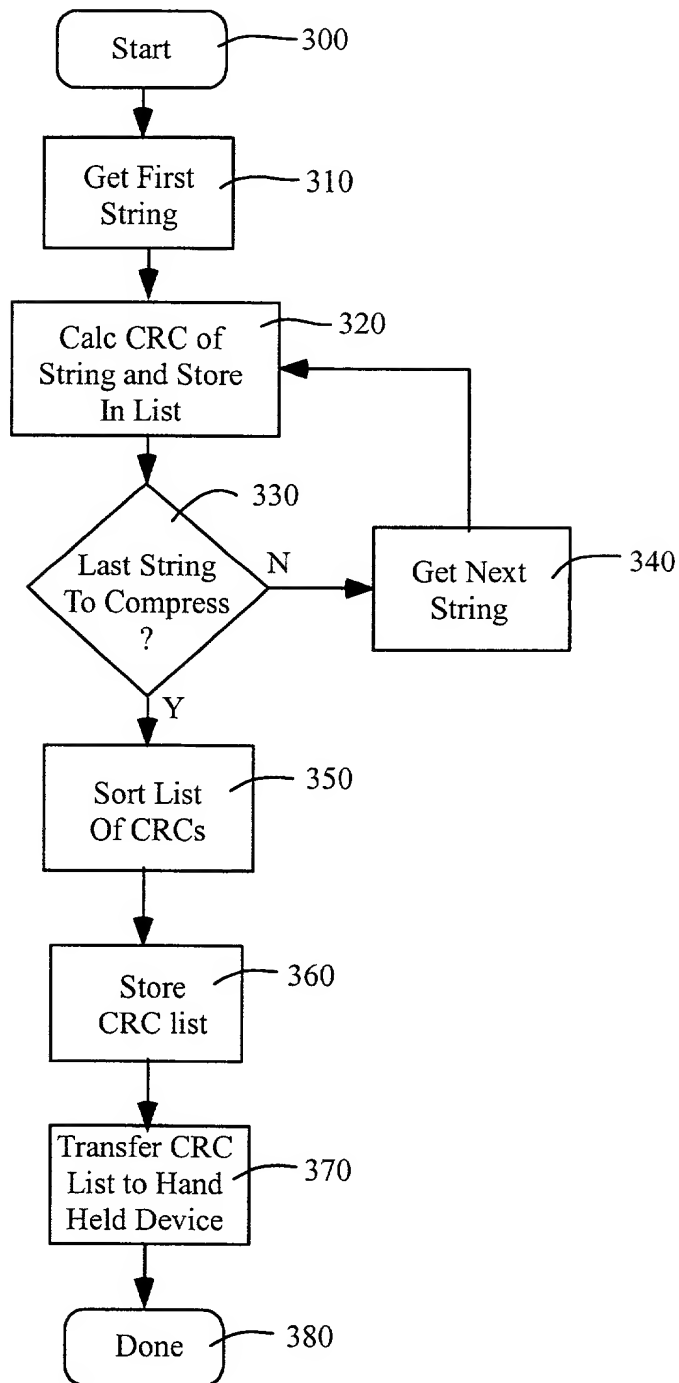 Start
300
Get First
String
310
Calc CRC of
String and Store
In List
320
330
Last String
To Compress
?
N
Get Next
String
340
Y
Sort List
Of CRCs
350
Store
CRC list
360
Transfer CRC
List to Hand
Held Device
370
Done
380